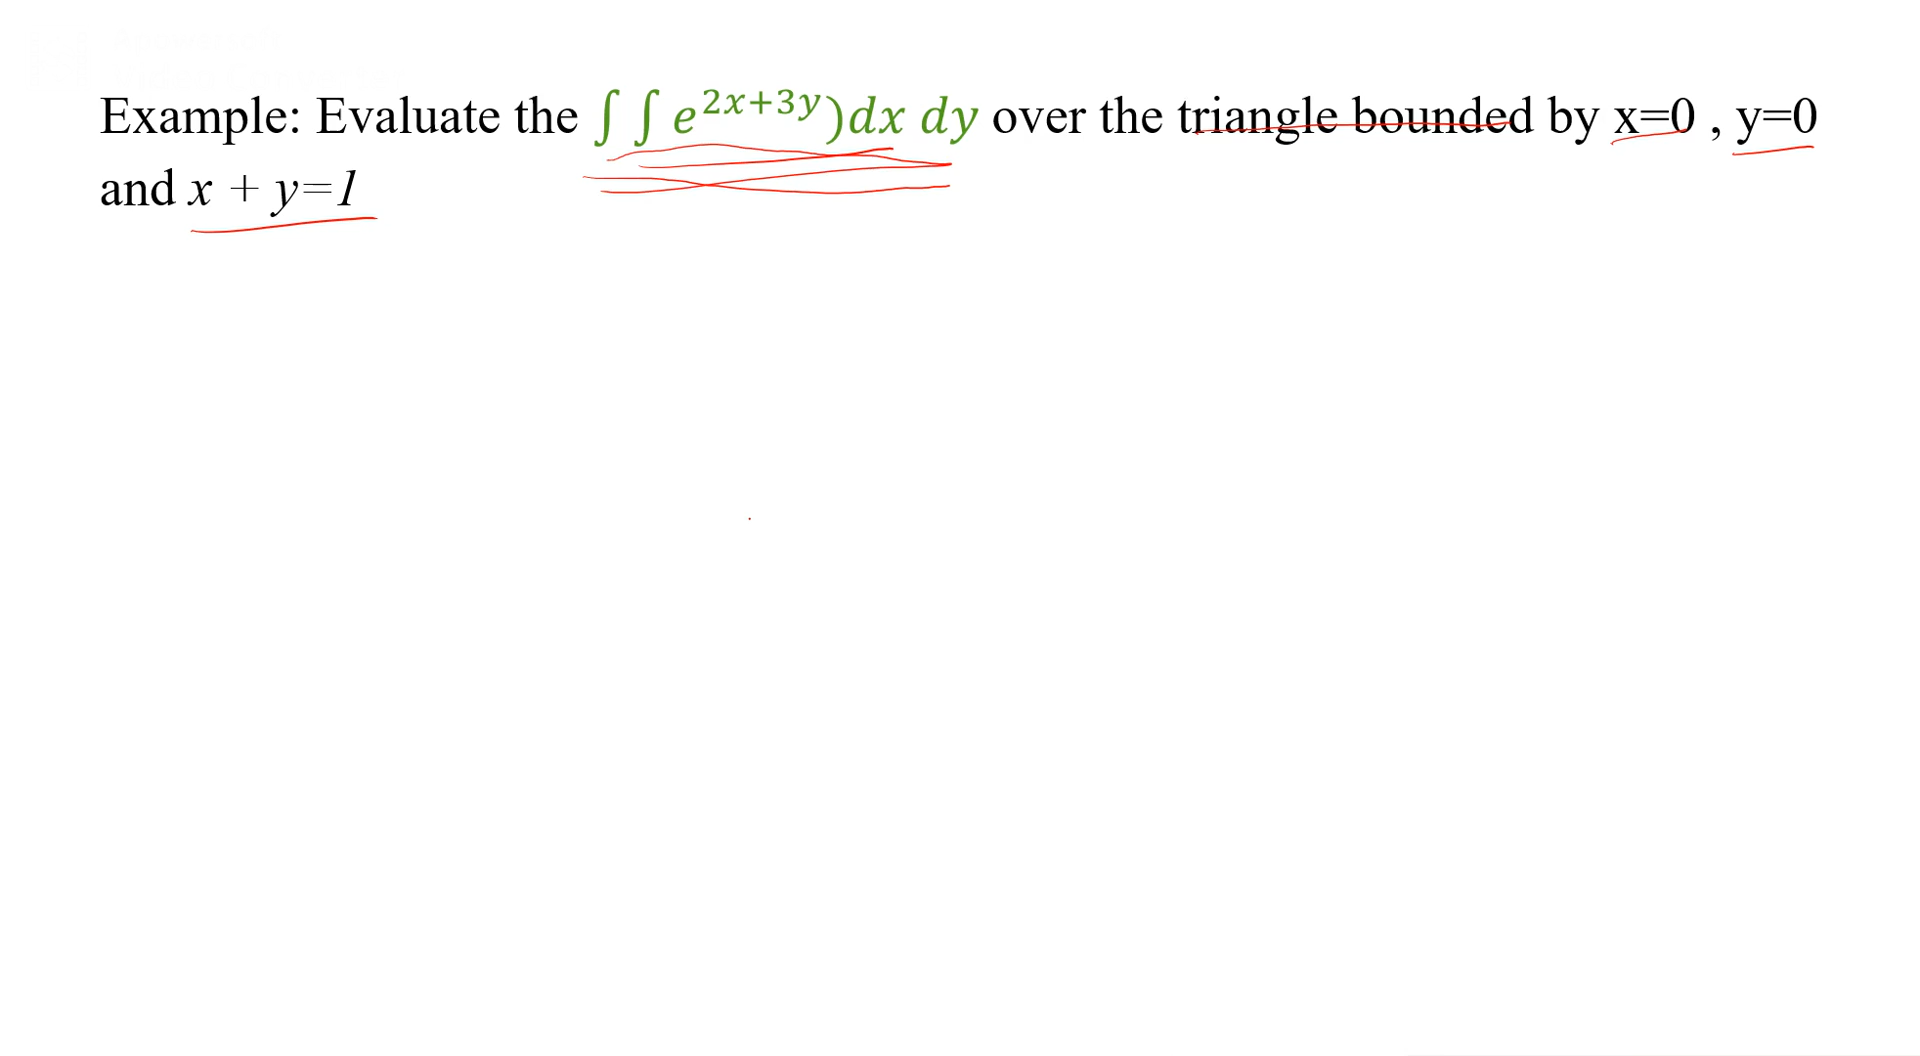 Example: Evaluate the ∫ ∫ e^{2x+3y})dx dy over the triangle bounded by x=0 , y=0
and x + y=1